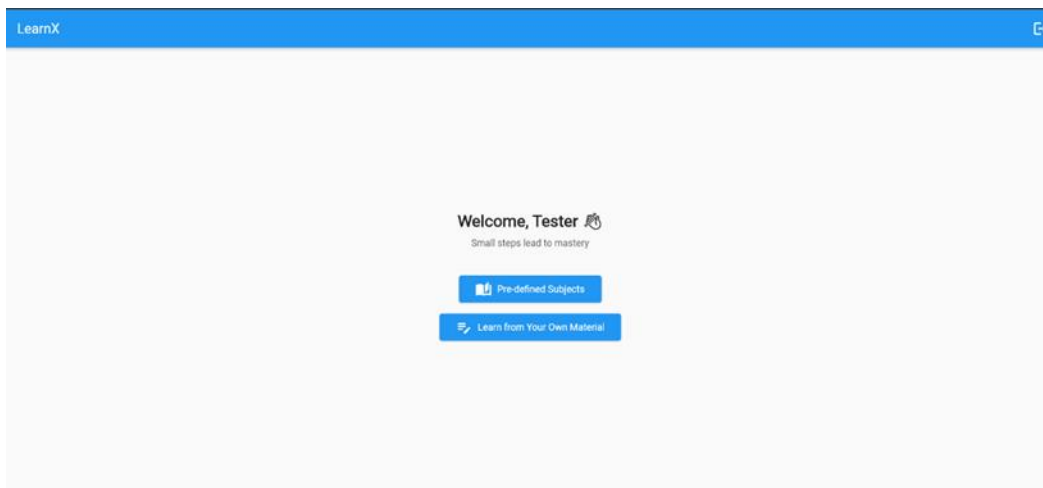 LearnX
Welcome, Tester 👋
Small steps lead to mastery
Pre-defined Subjects
Learn from Your Own Material